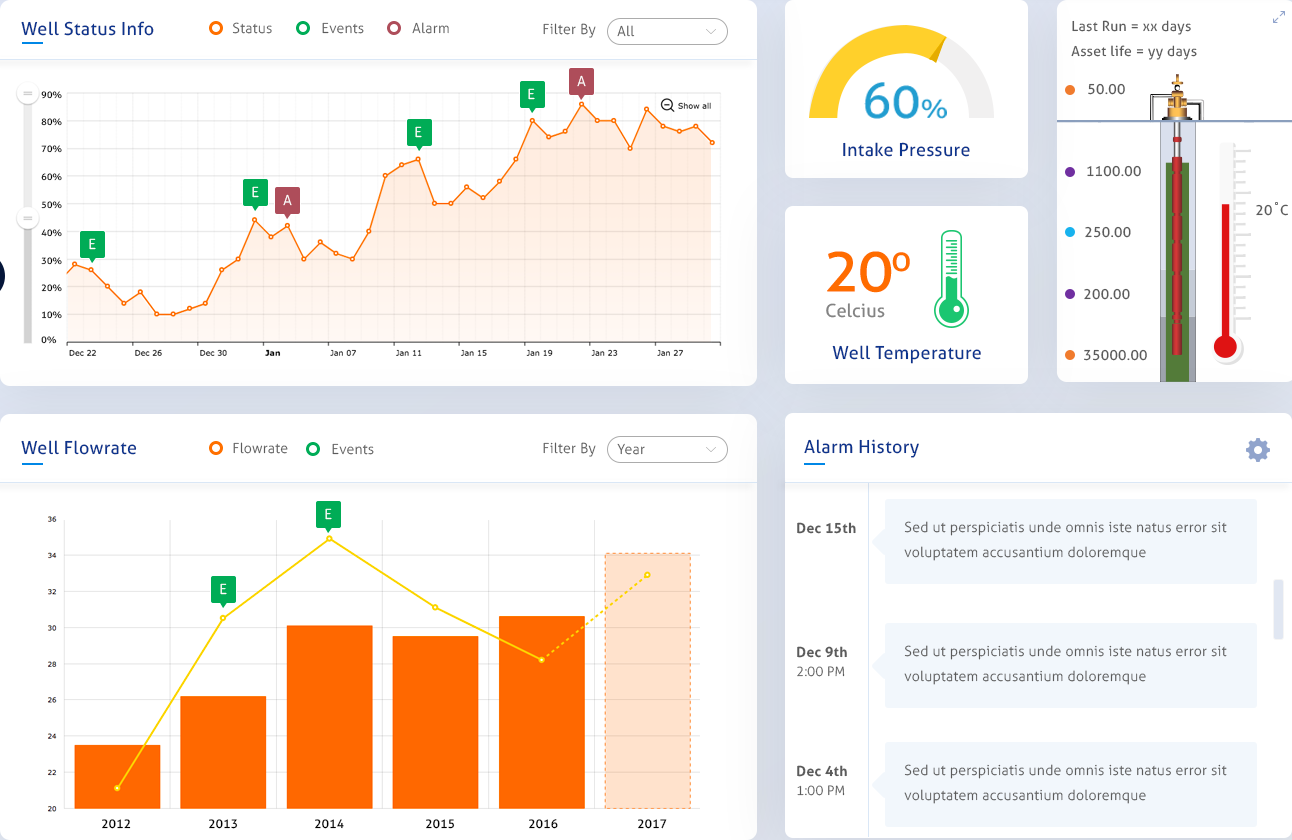 Well Status Info
Status
Events
Alarm
Filter By
All
90%
80%
70%
60%
50%
40%
30%
20%
10%
0%
E
E
A
E
E
A
Show all
Dec 22
Dec 26
Dec 30
Jan
Jan 07
Jan 11
Jan 15
Jan 19
Jan 23
Jan 27
60%
Intake Pressure
20º
Celcius
Well Temperature
Last Run = xx days
Asset life = yy days
50.00
1100.00
250.00
200.00
35000.00
20˚C
Well Flowrate
Flowrate
Events
Filter By
Year
36
34
32
30
28
26
24
22
20
E
E
2012
2013
2014
2015
2016
2017
Alarm History
Dec 15th
Sed ut perspiciatis unde omnis iste natus error sit
voluptatem accusantium doloremque
Dec 9th
2:00 PM
Sed ut perspiciatis unde omnis iste natus error sit
voluptatem accusantium doloremque
Dec 4th
1:00 PM
Sed ut perspiciatis unde omnis iste natus error sit
voluptatem accusantium doloremque